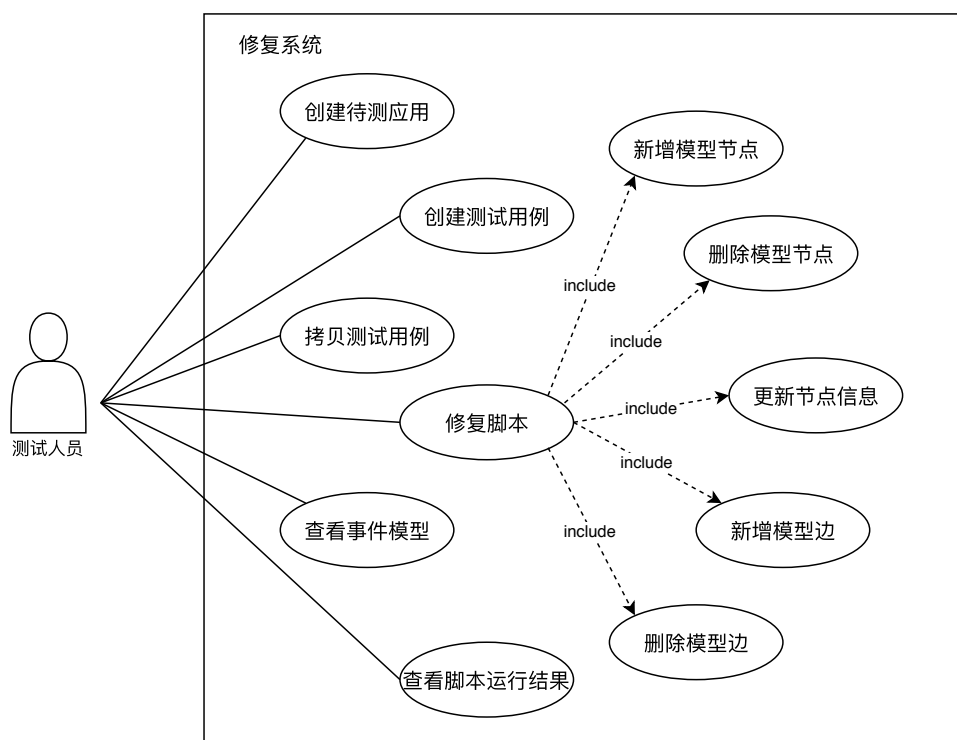 修复系统
创建待测应用
新增模型节点
创建测试用例
删除模型节点
include
拷贝测试用例
include
更新节点信息
include
修复脚本
测试人员
include
查看事件模型
新增模型边
include
删除模型边
查看脚本运行结果